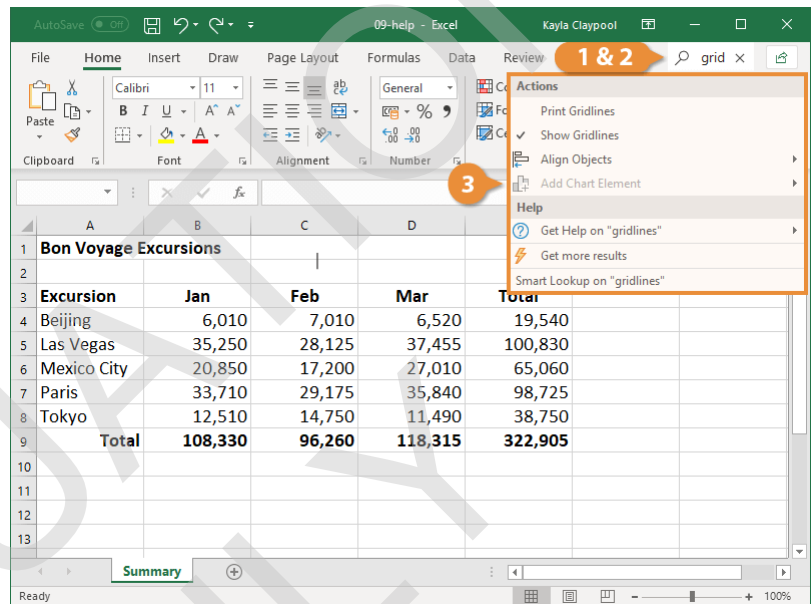 AutoSave Off 09-help - Excel Kayla Claypool
File Home Insert Draw Page Layout Formulas Data Review 1 & 2 grid
Paste Calibri 11 ab General Co Actions
B I U A A % Fo Print Gridlines
A Ce Show Gridlines
Clipboard Font Alignment Number Align Objects
3 Add Chart Element
fx Help
A B C D Get Help on "gridlines"
1 Bon Voyage Excursions Get more results
2 Smart Lookup on "gridlines"
3 Excursion Jan Feb Mar Total
4 Beijing 6,010 7,010 6,520 19,540
5 Las Vegas 35,250 28,125 37,455 100,830
6 Mexico City 20,850 17,200 27,010 65,060
7 Paris 33,710 29,175 35,840 98,725
8 Tokyo 12,510 14,750 11,490 38,750
9 Total 108,330 96,260 118,315 322,905
10
11
12
13
Summary
Ready 100%